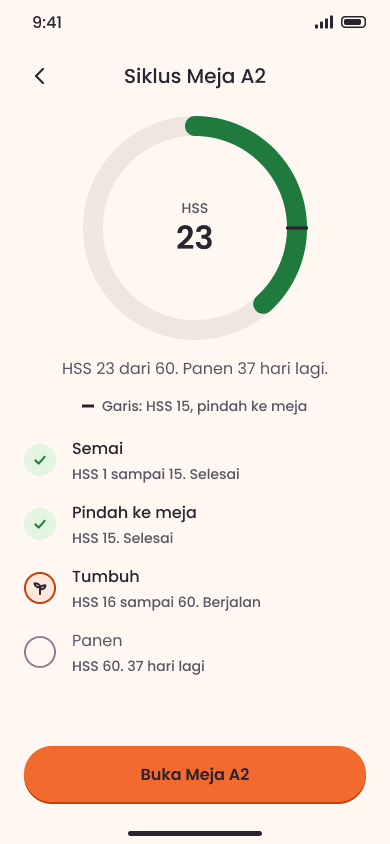 9:41
Siklus Meja A2
HSS
23
HSS 23 dari 60. Panen 37 hari lagi.
Garis: HSS 15, pindah ke meja
Semai
HSS 1 sampai 15. Selesai
Pindah ke meja
HSS 15. Selesai
Tumbuh
HSS 16 sampai 60. Berjalan
Panen
HSS 60. 37 hari lagi
Buka Meja A2